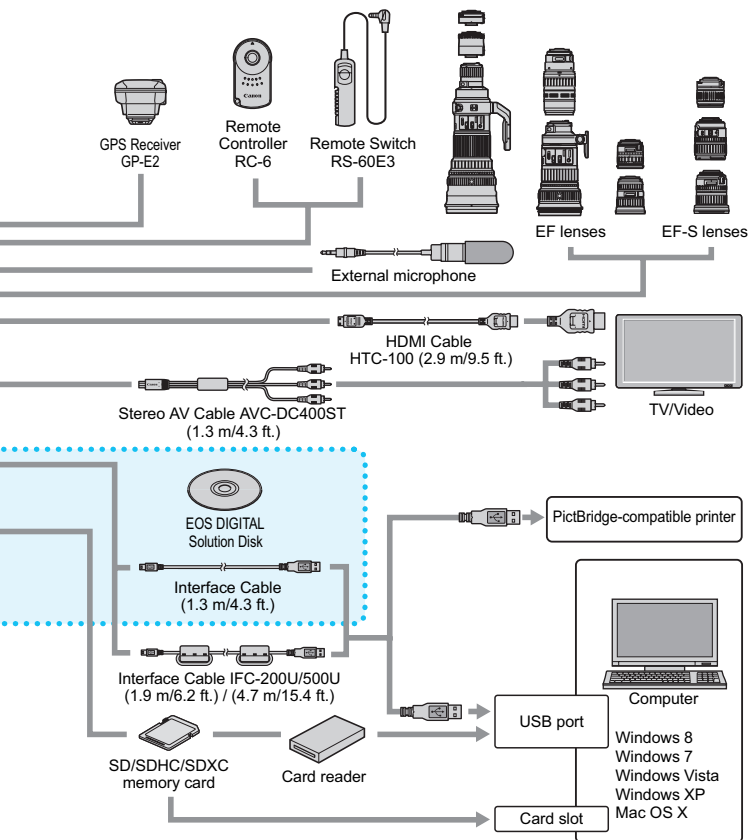 Canon
GPS Receiver
GP-E2
Remote
Controller
RC-6
Remote Switch
RS-60E3
EF lenses
EF-S lenses
External microphone
HDMI Cable
HTC-100 (2.9 m/9.5 ft.)
Stereo AV Cable AVC-DC400ST
(1.3 m/4.3 ft.)
TV/Video
EOS DIGITAL
Solution Disk
Interface Cable
(1.3 m/4.3 ft.)
PictBridge-compatible printer
Interface Cable IFC-200U/500U
(1.9 m/6.2 ft.) / (4.7 m/15.4 ft.)
Computer
USB port
Windows 8
Windows 7
Windows Vista
Windows XP
Mac OS X
SD/SDHC/SDXC
memory card
Card reader
Card slot